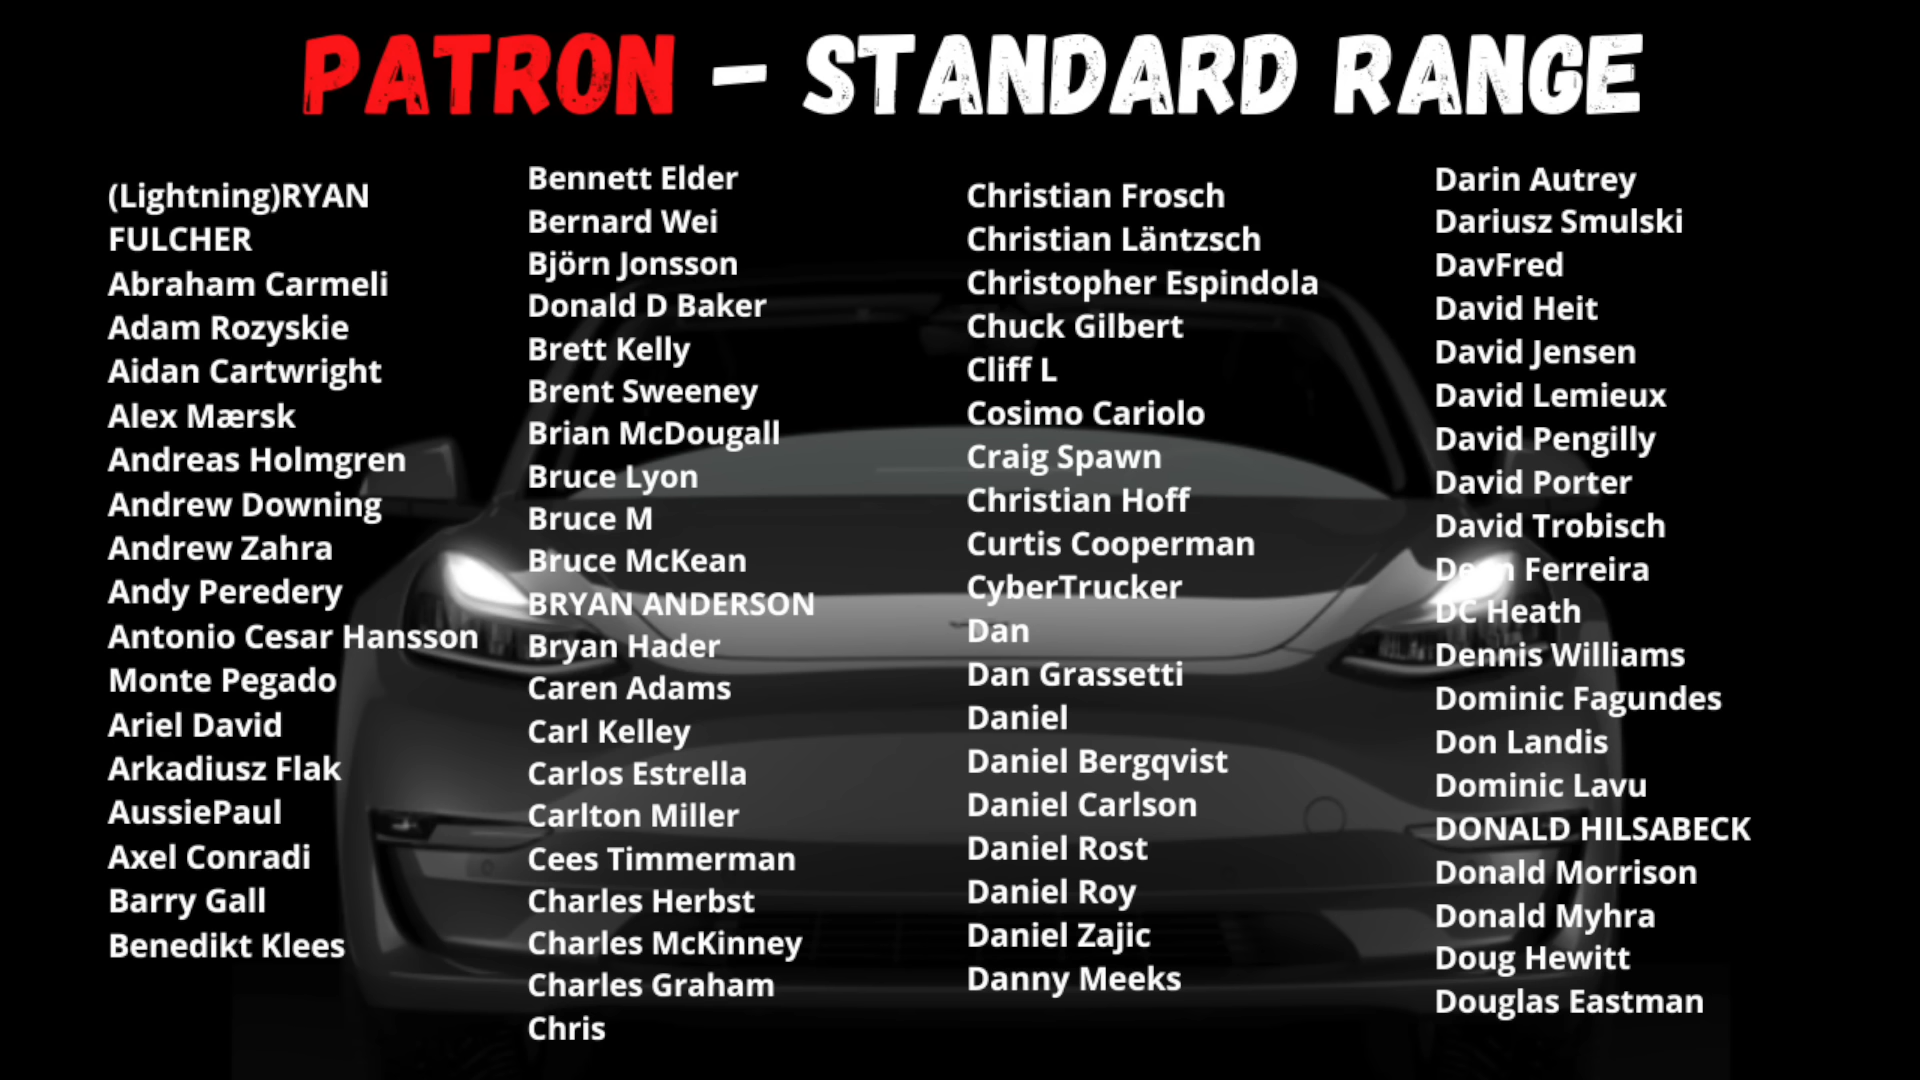 PATRON - STANDARD RANGE
(Lightning)RYAN
FULCHER
Abraham Carmeli
Adam Rozyskie
Aidan Cartwright
Alex Mærsk
Andreas Holmgren
Andrew Downing
Andrew Zahra
Andy Peredery
Antonio Cesar Hansson
Monte Pegado
Ariel David
Arkadiusz Flak
AussiePaul
Axel Conradi
Barry Gall
Benedikt Klees
Bennett Elder
Bernard Wei
Björn Jonsson
Donald D Baker
Brett Kelly
Brent Sweeney
Brian McDougall
Bruce Lyon
Bruce M
Bruce McKean
BRYAN ANDERSON
Bryan Hader
Caren Adams
Carl Kelley
Carlos Estrella
Carlton Miller
Cees Timmerman
Charles Herbst
Charles McKinney
Charles Graham
Chris
Christian Frosch
Christian Läntzsch
Christopher Espindola
Chuck Gilbert
Cliff L
Cosimo Cariolo
Craig Spawn
Christian Hoff
Curtis Cooperman
CyberTrucker
Dan
Dan Grassetti
Daniel
Daniel Bergqvist
Daniel Carlson
Daniel Rost
Daniel Roy
Daniel Zajic
Danny Meeks
Darin Autrey
Dariusz Smulski
DavFred
David Heit
David Jensen
David Lemieux
David Pengilly
David Porter
David Trobisch
Ferreira
DC Heath
Dennis Williams
Dominic Fagundes
Don Landis
Dominic Lavu
DONALD HILSABECK
Donald Morrison
Donald Myhra
Doug Hewitt
Douglas Eastman